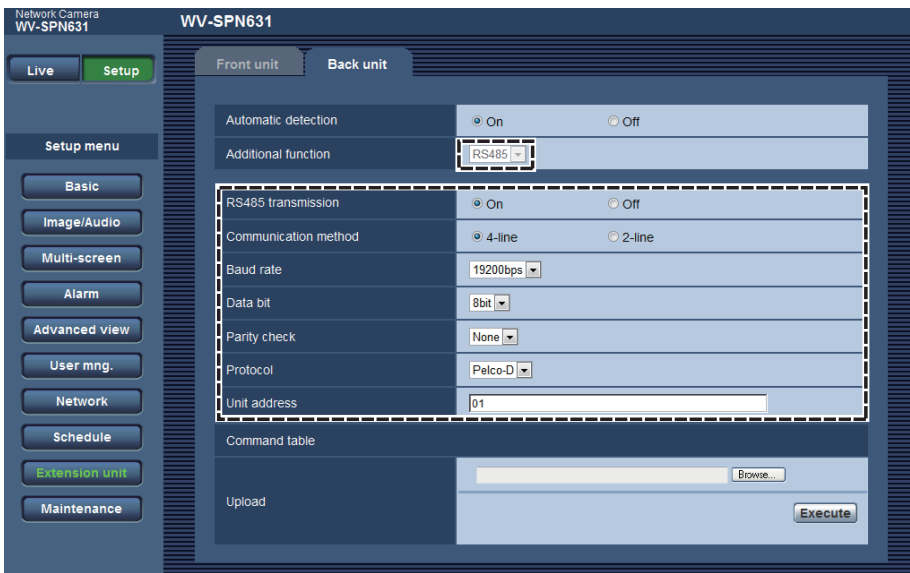 Network Camera
WV-SPN631
WV-SPN631
Live Setup
Front unit Back unit
Setup menu
Basic
Image/Audio
Multi-screen
Alarm
Advanced view
User mng.
Network
Schedule
Extension unit
Maintenance
Automatic detection On Off
Additional function RS485
RS485 transmission On Off
Communication method 4-line 2-line
Baud rate 19200bps
Data bit 8bit
Parity check None
Protocol Pelco-D
Unit address 01
Command table
Upload Browse...
Execute